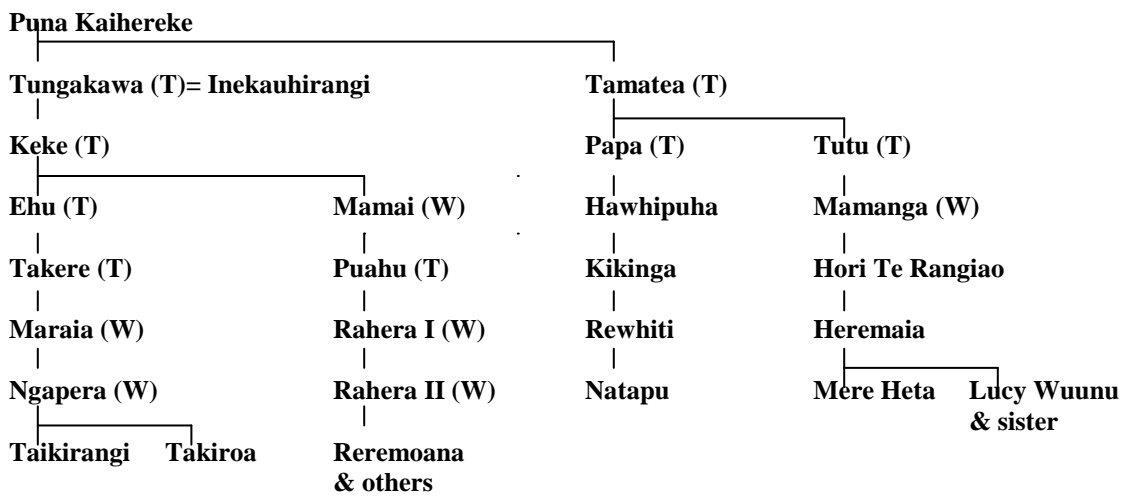 Puna Kaihereke
Tungakawa (T)= Inekauhirangi Tamatea (T)
Keke (T) Papa (T) Tutu (T)
Ehu (T) Mamai (W) Hawhipuha Mamanga (W)
Takere (T) Puahu (T) Kikinga Hori Te Rangiao
Maraia (W) Rahera I (W) Rewhiti Heremaia
Ngapera (W) Rahera II (W) Natapu Mere Heta Lucy Wuunu
& sister
Taikirangi Takiroa Reremoana
& others